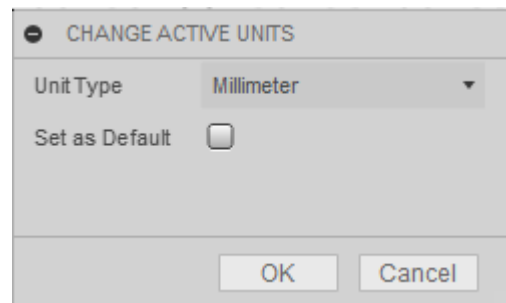 CHANGE ACTIVE UNITS
Unit Type Millimeter
Set as Default
OK Cancel